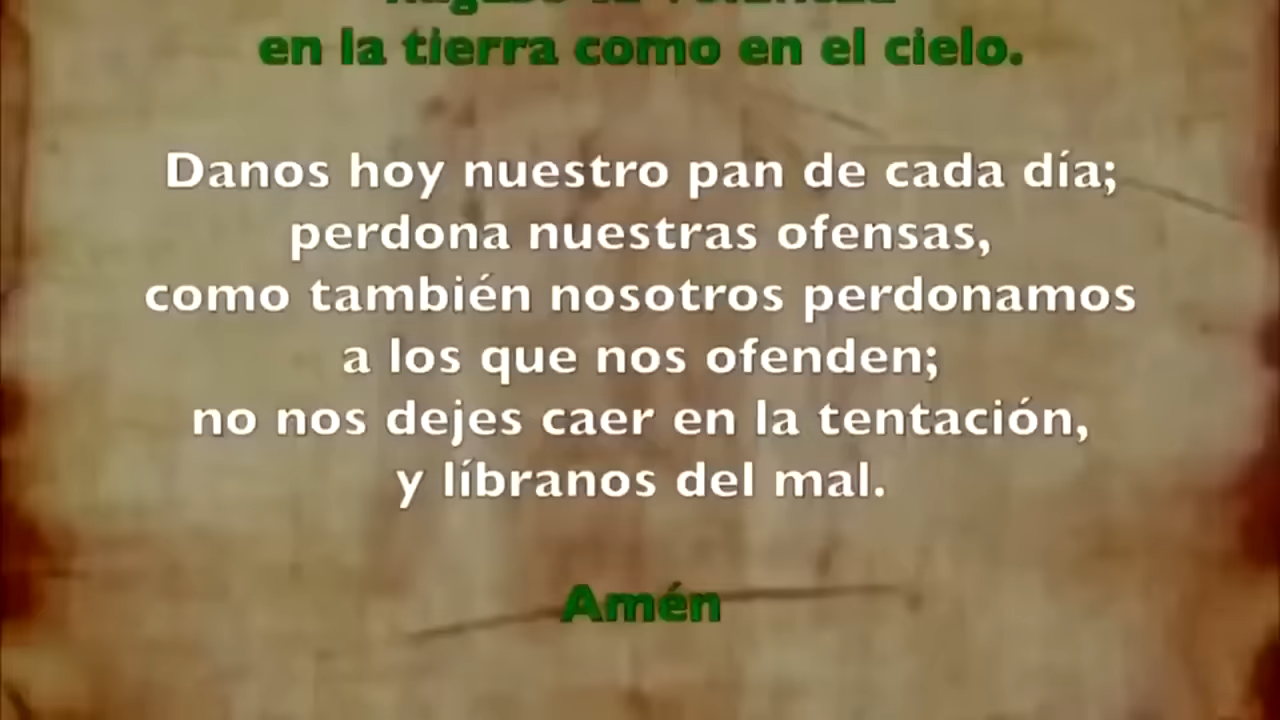 en la tierra como en el cielo.
Danos hoy nuestro pan de cada día;
perdona nuestras ofensas,
como también nosotros perdonamos
a los que nos ofenden;
no nos dejes caer en la tentación,
y líbranos del mal.
Amén